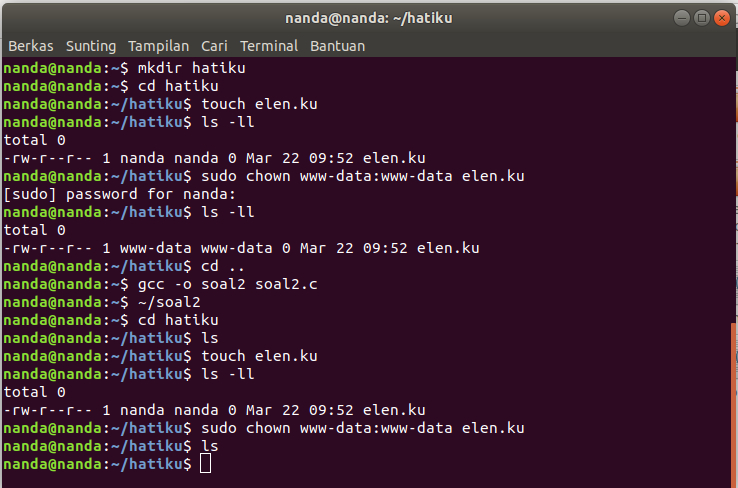 nanda@nanda: ~/hatiku
Berkas Sunting Tampilan Cari Terminal Bantuan
nanda@nanda:~$ mkdir hatiku
nanda@nanda:~$ cd hatiku
nanda@nanda:~/hatiku$ touch elen.ku
nanda@nanda:~/hatiku$ ls -ll
total 0
-rw-r--r-- 1 nanda nanda 0 Mar 22 09:52 elen.ku
nanda@nanda:~/hatiku$ sudo chown www-data:www-data elen.ku
[sudo] password for nanda:
nanda@nanda:~/hatiku$ ls -ll
total 0
-rw-r--r-- 1 www-data www-data 0 Mar 22 09:52 elen.ku
nanda@nanda:~/hatiku$ cd ..
nanda@nanda:~$ gcc -o soal2 soal2.c
nanda@nanda:~$ ~/soal2
nanda@nanda:~$ cd hatiku
nanda@nanda:~/hatiku$ ls
nanda@nanda:~/hatiku$ touch elen.ku
nanda@nanda:~/hatiku$ ls -ll
total 0
-rw-r--r-- 1 nanda nanda 0 Mar 22 09:52 elen.ku
nanda@nanda:~/hatiku$ sudo chown www-data:www-data elen.ku
nanda@nanda:~/hatiku$ ls
nanda@nanda:~/hatiku$